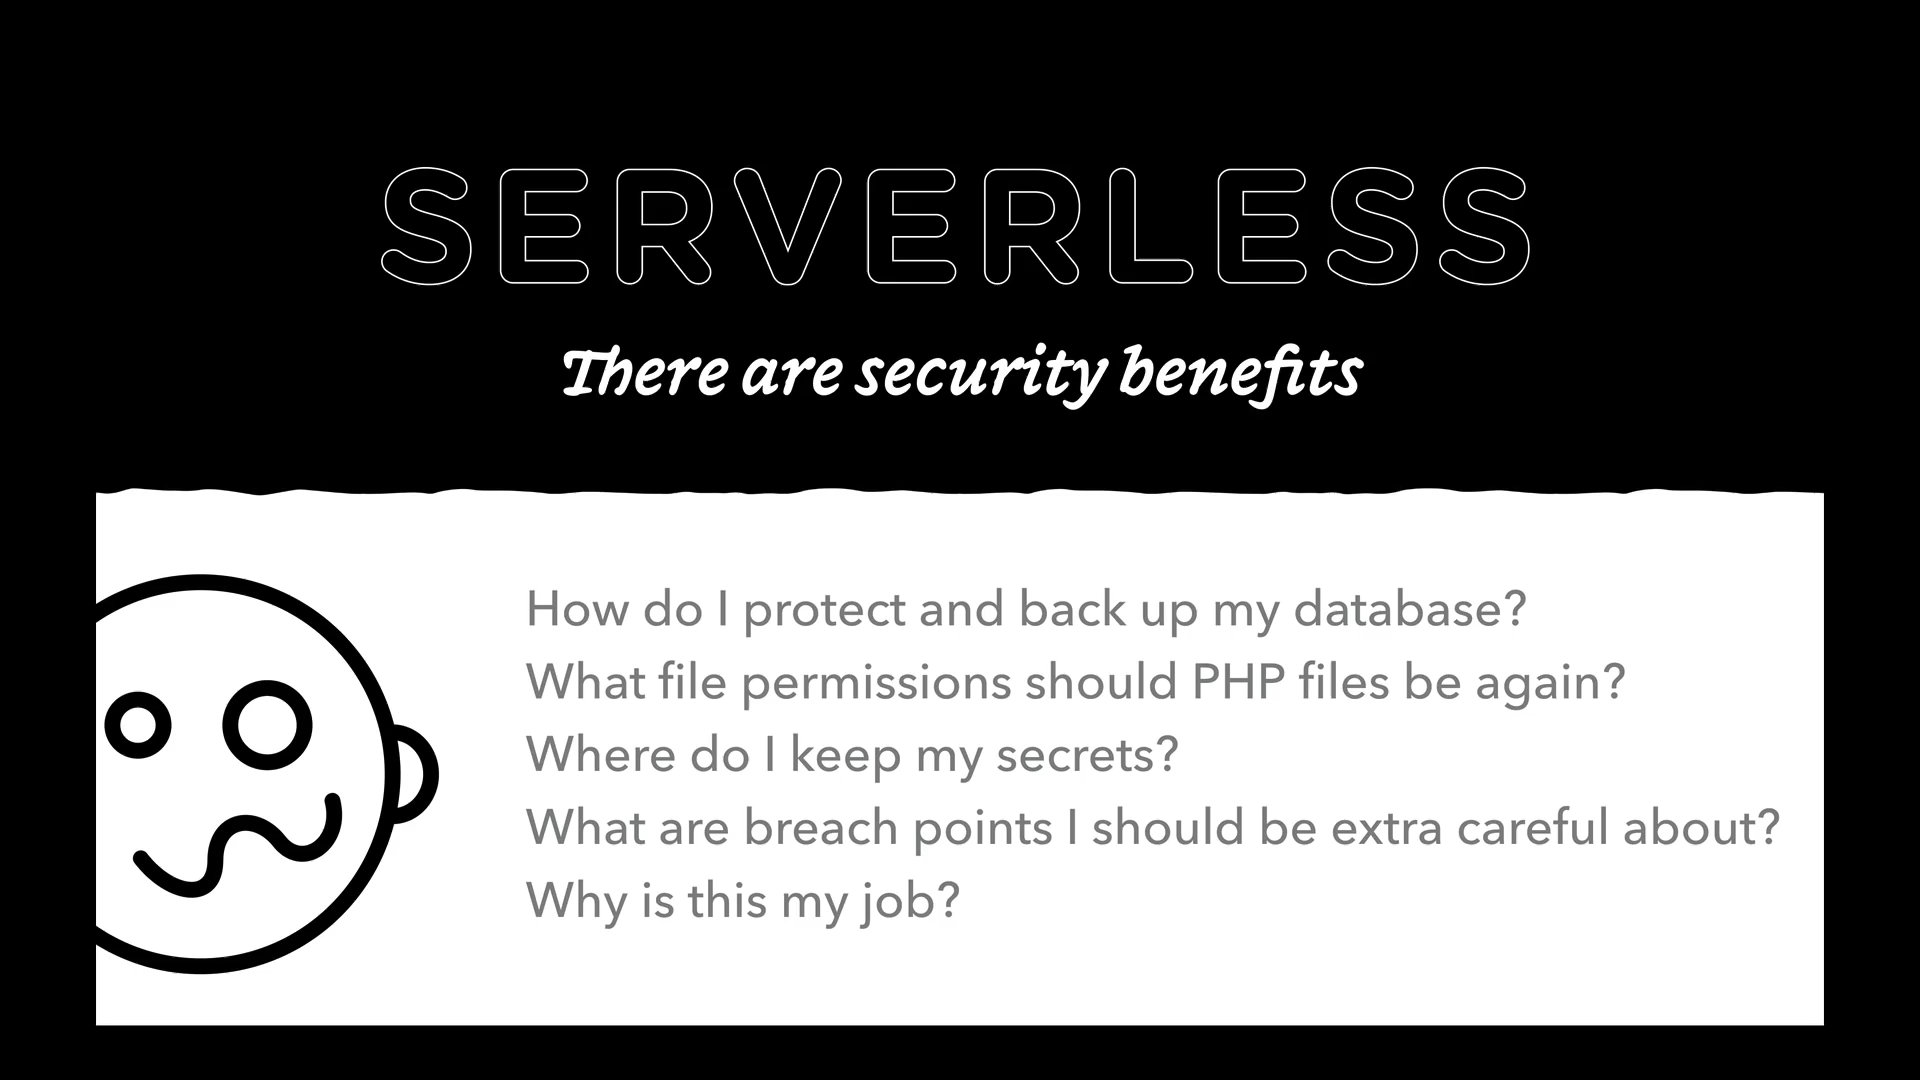 SERVERLESS
There are security benefits
How do I protect and back up my database?
What file permissions should PHP files be again?
Where do I keep my secrets?
What are breach points I should be extra careful about?
Why is this my job?